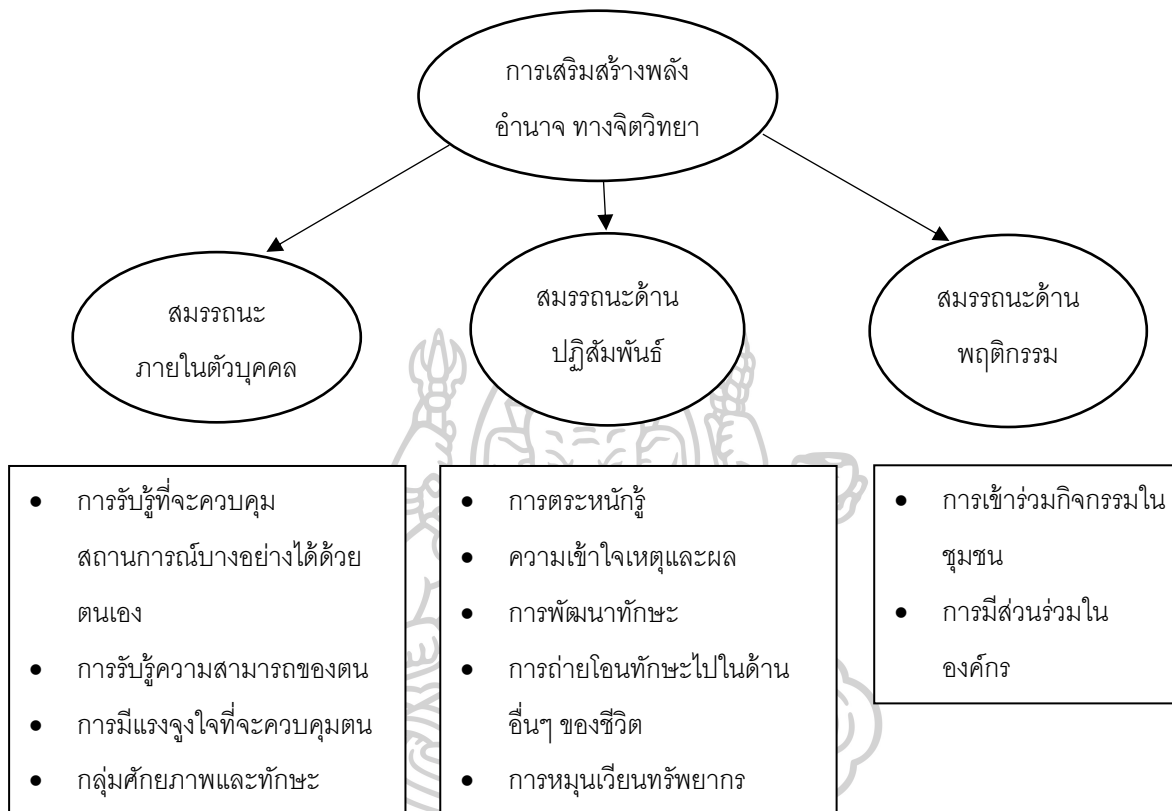 การเสริมสร้างพลัง
อำนาจ ทางจิตวิทยา
สมรรถนะ
ภายในตัวบุคคล
สมรรถนะด้าน
ปฏิสัมพันธ์
สมรรถนะด้าน
พฤติกรรม
• การรับรู้ที่จะควบคุม
สถานการณ์บางอย่างได้ด้วย
ตนเอง
• การรับรู้ความสามารถของตน
• การมีแรงจูงใจที่จะควบคุมตน
• กลุ่มศักยภาพและทักษะ
• การตระหนักรู้
• ความเข้าใจเหตุและผล
• การพัฒนาทักษะ
• การถ่ายโอนทักษะไปในด้าน
อื่นๆ ของชีวิต
• การหมุนเวียนทรัพยากร
• การเข้าร่วมกิจกรรมใน
ชุมชน
• การมีส่วนร่วมใน
องค์กร